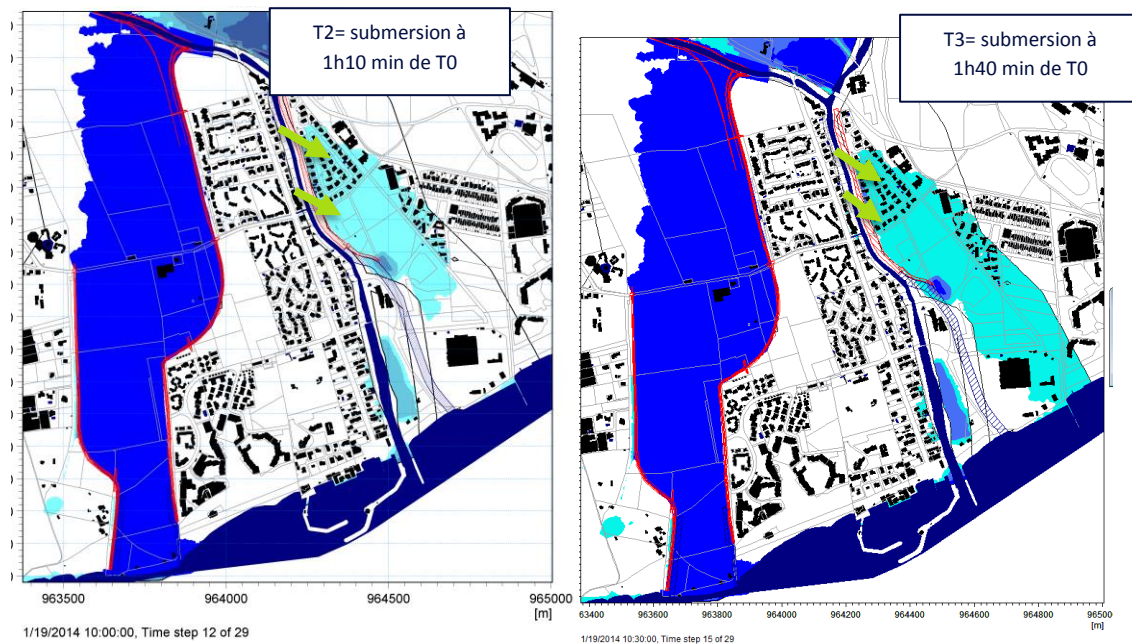 T2= submersion à
1h10 min de T0
T3= submersion à
1h40 min de T0
963500 964000 964500 965000
[m]
1/19/2014 10:00:00, Time step 12 of 29
63400 963600 963800 964000 964200 964400 964600 964800 96500
[m]
1/19/2014 10:30:00, Time step 15 of 29